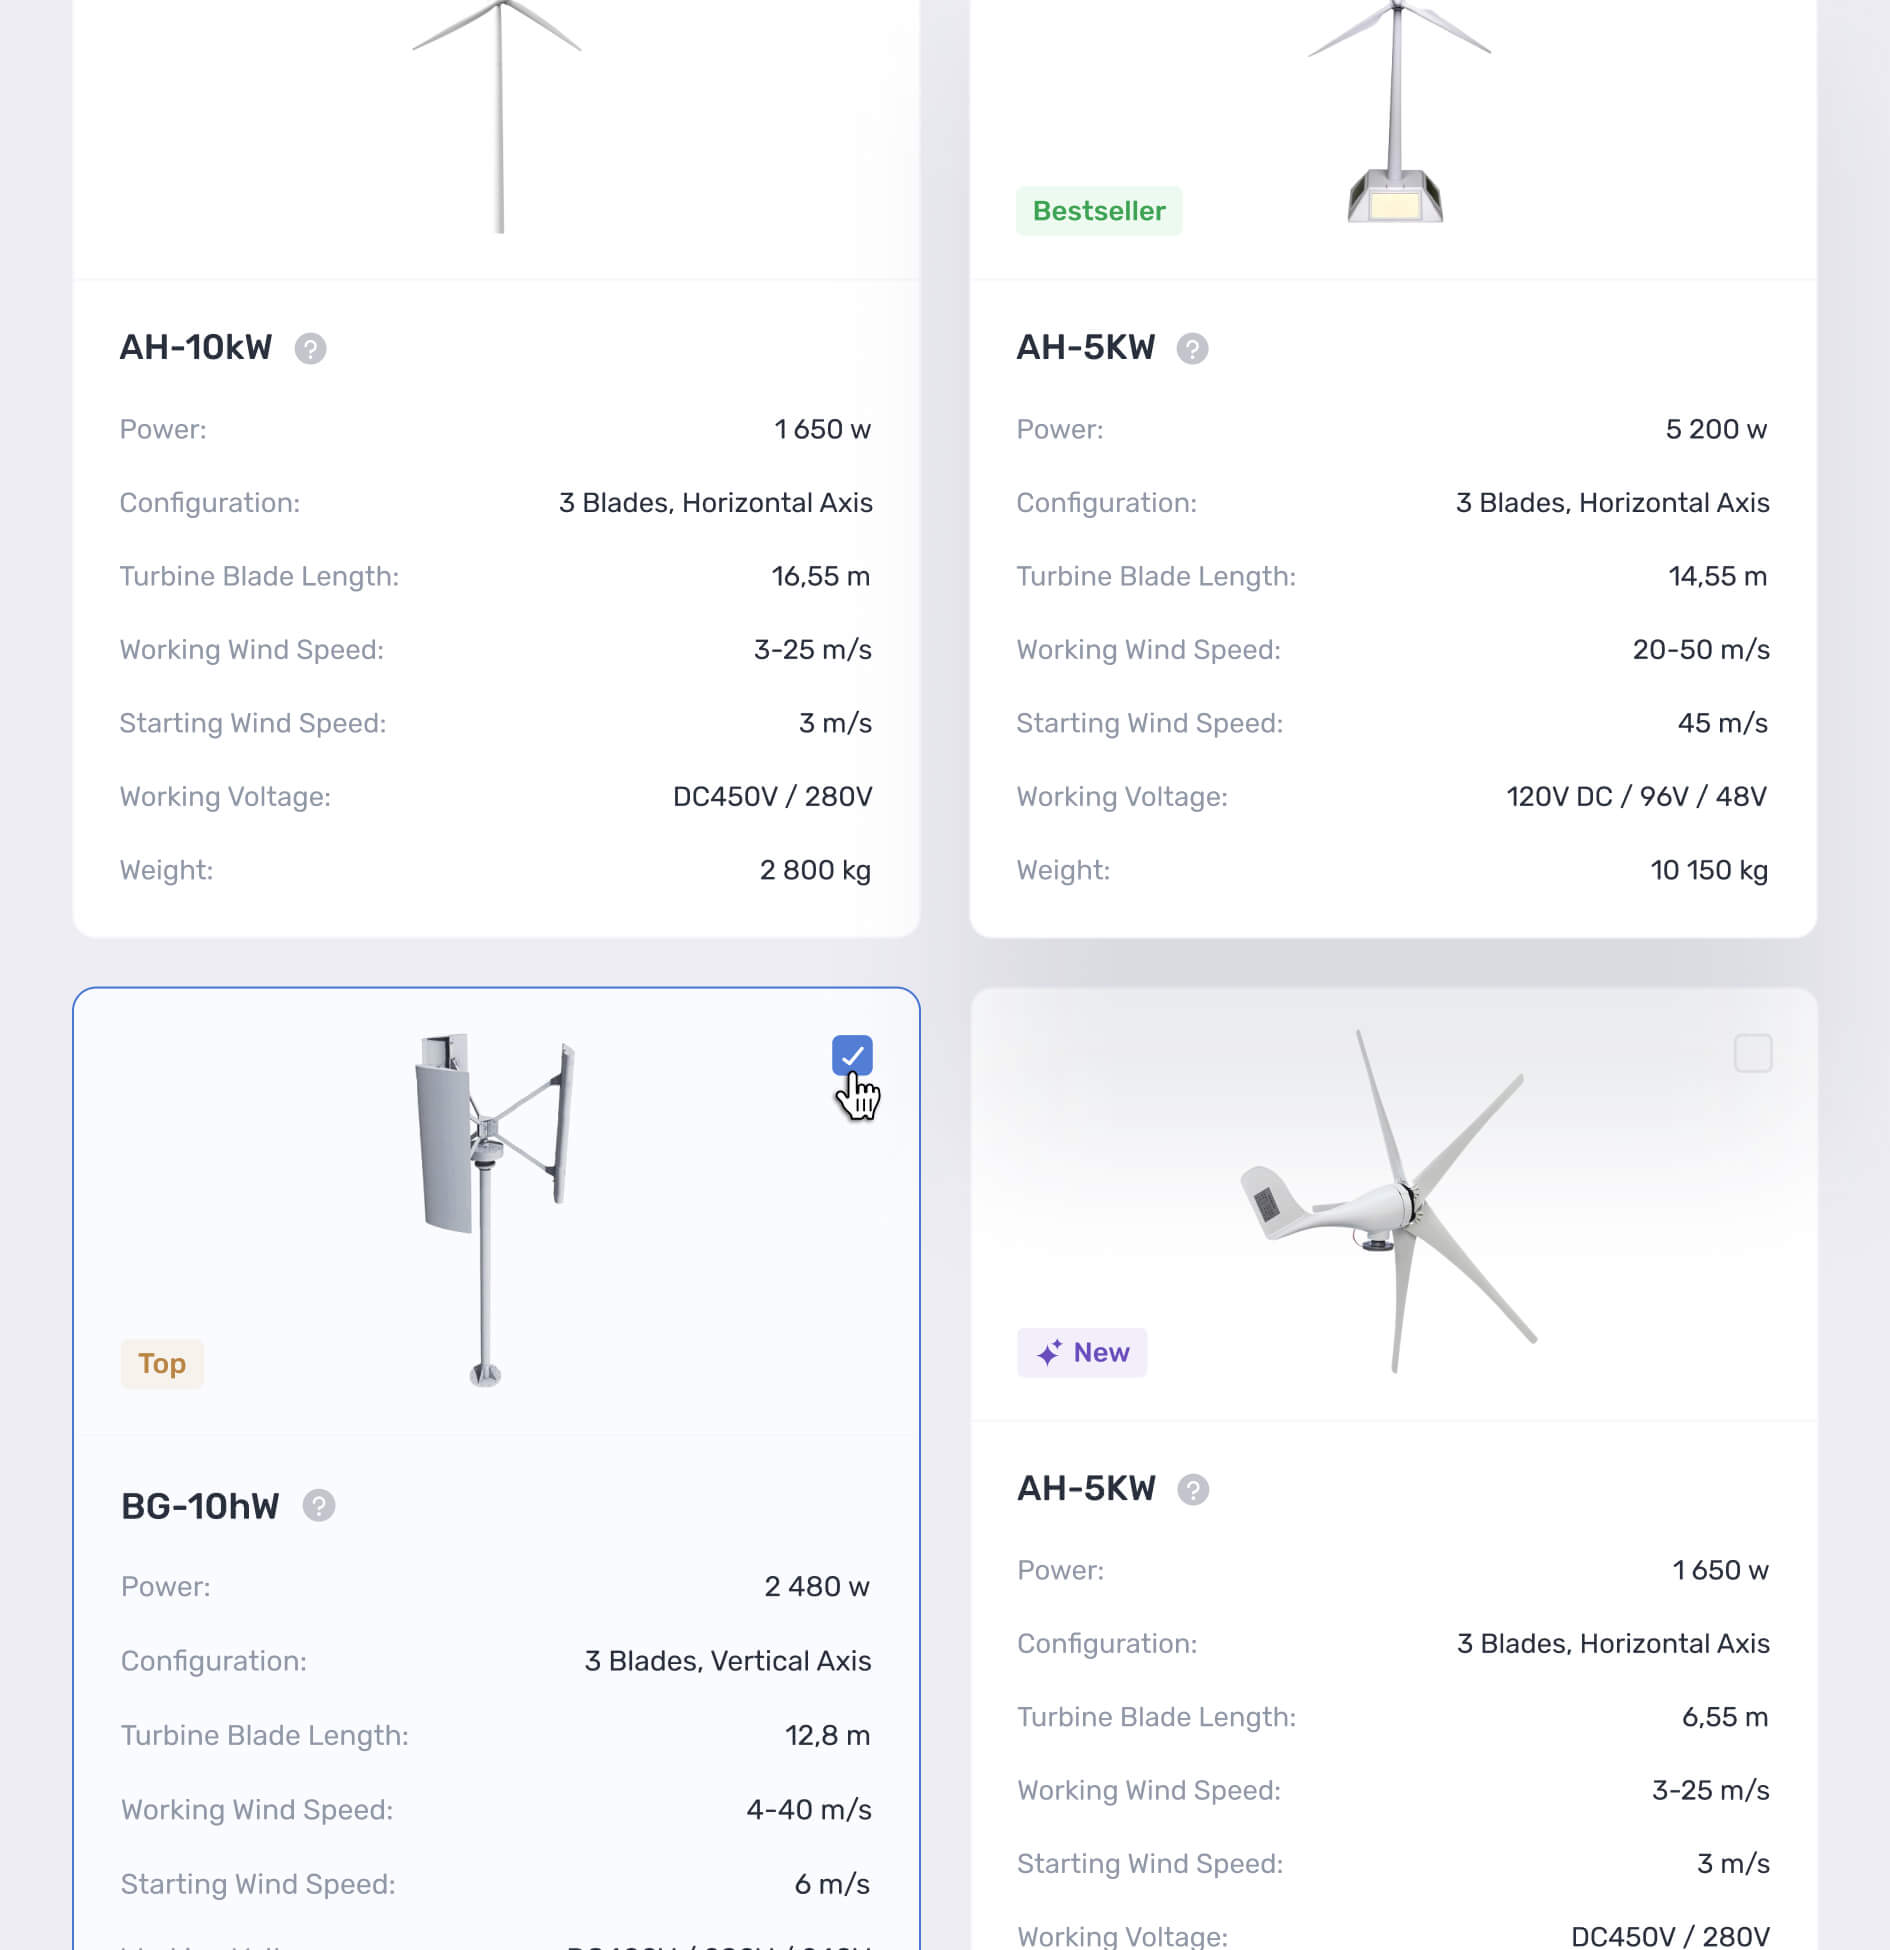 Bestseller
AH-10kW ?
Power: 1 650 w
Configuration: 3 Blades, Horizontal Axis
Turbine Blade Length: 16,55 m
Working Wind Speed: 3-25 m/s
Starting Wind Speed: 3 m/s
Working Voltage: DC450V / 280V
Weight: 2 800 kg
AH-5KW ?
Power: 5 200 w
Configuration: 3 Blades, Horizontal Axis
Turbine Blade Length: 14,55 m
Working Wind Speed: 20-50 m/s
Starting Wind Speed: 45 m/s
Working Voltage: 120V DC / 96V / 48V
Weight: 10 150 kg
Top
BG-10hW ?
Power: 2 480 w
Configuration: 3 Blades, Vertical Axis
Turbine Blade Length: 12,8 m
Working Wind Speed: 4-40 m/s
Starting Wind Speed: 6 m/s
New
AH-5KW ?
Power: 1 650 w
Configuration: 3 Blades, Horizontal Axis
Turbine Blade Length: 6,55 m
Working Wind Speed: 3-25 m/s
Starting Wind Speed: 3 m/s
Working Voltage: DC450V / 280V